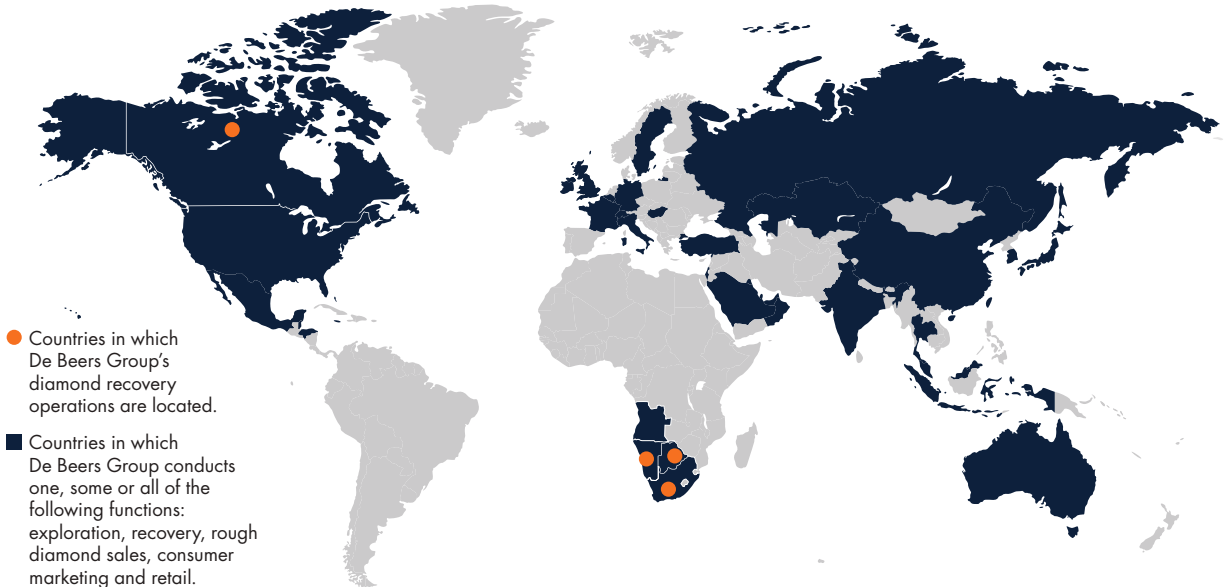 Countries in which
De Beers Group’s
diamond recovery
operations are located.
Countries in which
De Beers Group conducts
one, some or all of the
following functions:
exploration, recovery, rough
diamond sales, consumer
marketing and retail.